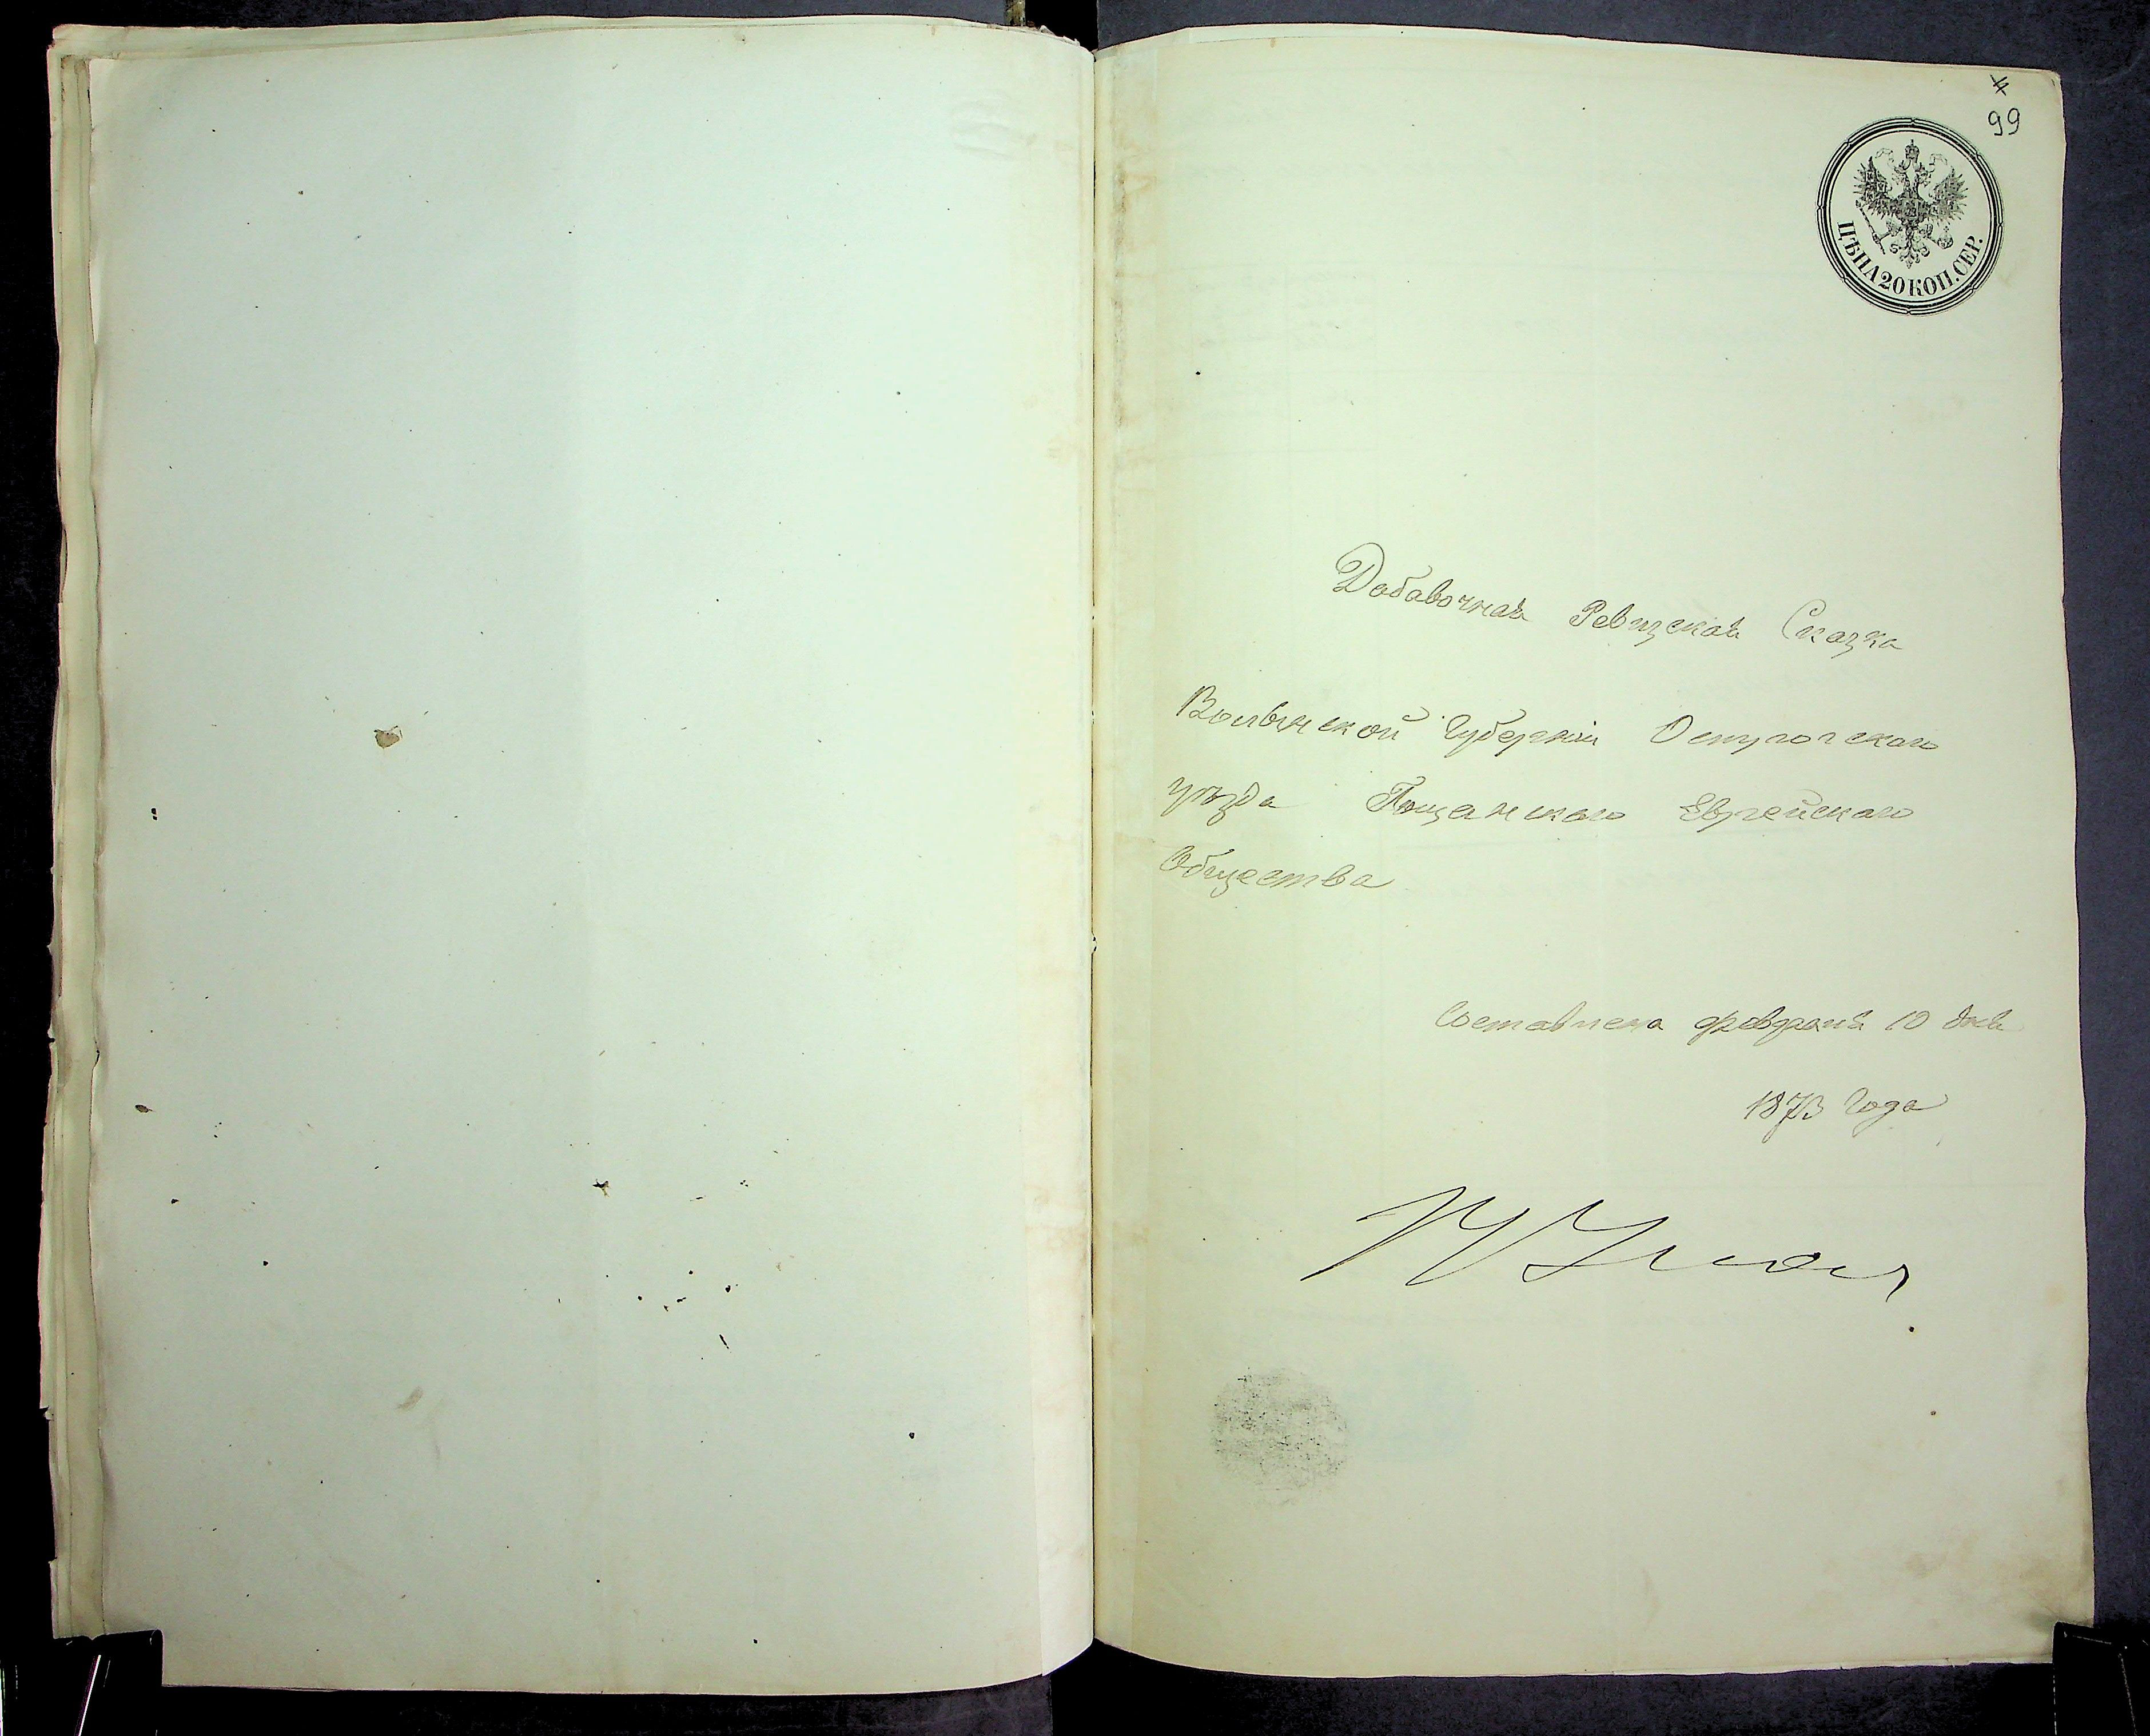 99
ЦѢНА 20 КОП. СЕР.
Добавочная Ревизская Сказка
Волынской Губерніи Острогскаго
уѣзда Гощанскаго Еврейскаго
Общества
Составлена февраля 10 дня
1873 Года